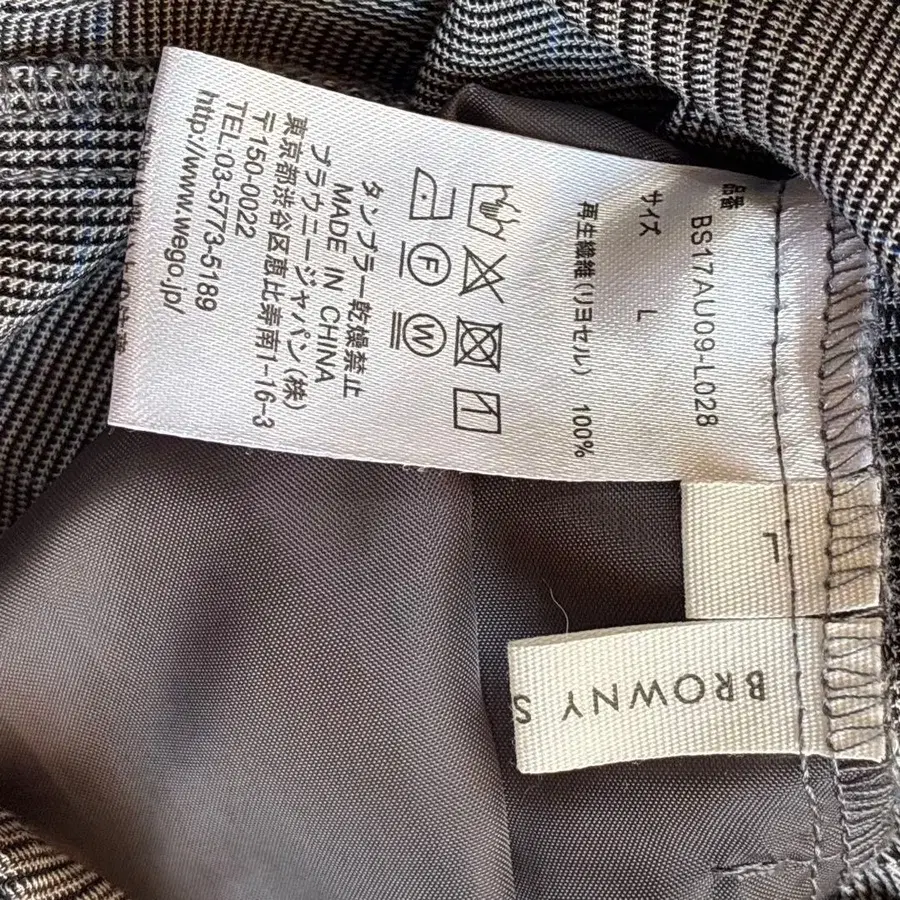 品番
BS17AU09-L028
サイズ
L
再生繊維(リヨセル) 100%
F
W
タンブラー乾燥禁止
MADE IN CHINA
ブラウニージャパン(株)
東京都渋谷区恵比寿南1-16-3
〒150-0022
TEL:03-5773-5189
http://www.wego.jp/
L
BROWNY S